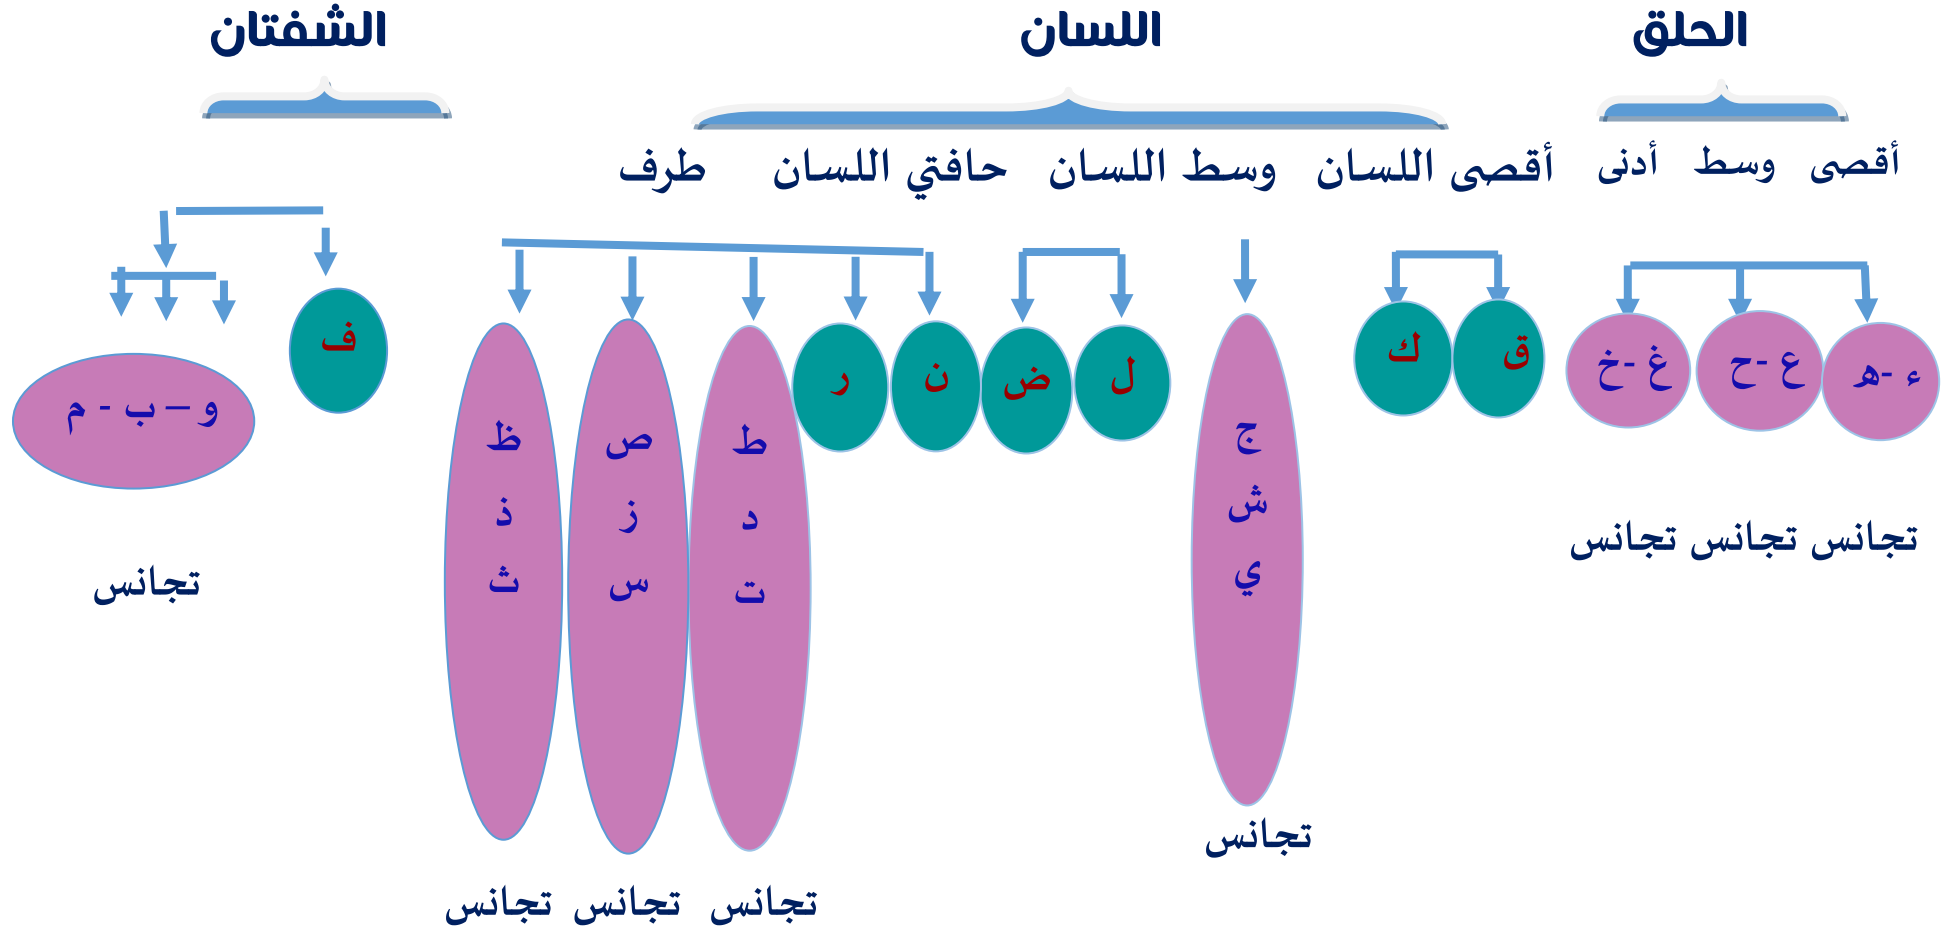 الحلق
اللسان
الشفتان
أقصى
وسط
أدنى
أقصى اللسان
وسط اللسان
حافتي اللسان
طرف
ء -ھ
ع -ح
غ -خ
ق
ك
ج
ش
ي
ل
ض
ن
ر
ط
د
ت
ص
ز
س
ظ
ذ
ث
ف
و – ب - م
تجانس
تجانس
تجانس
تجانس
تجانس
تجانس
تجانس
تجانس